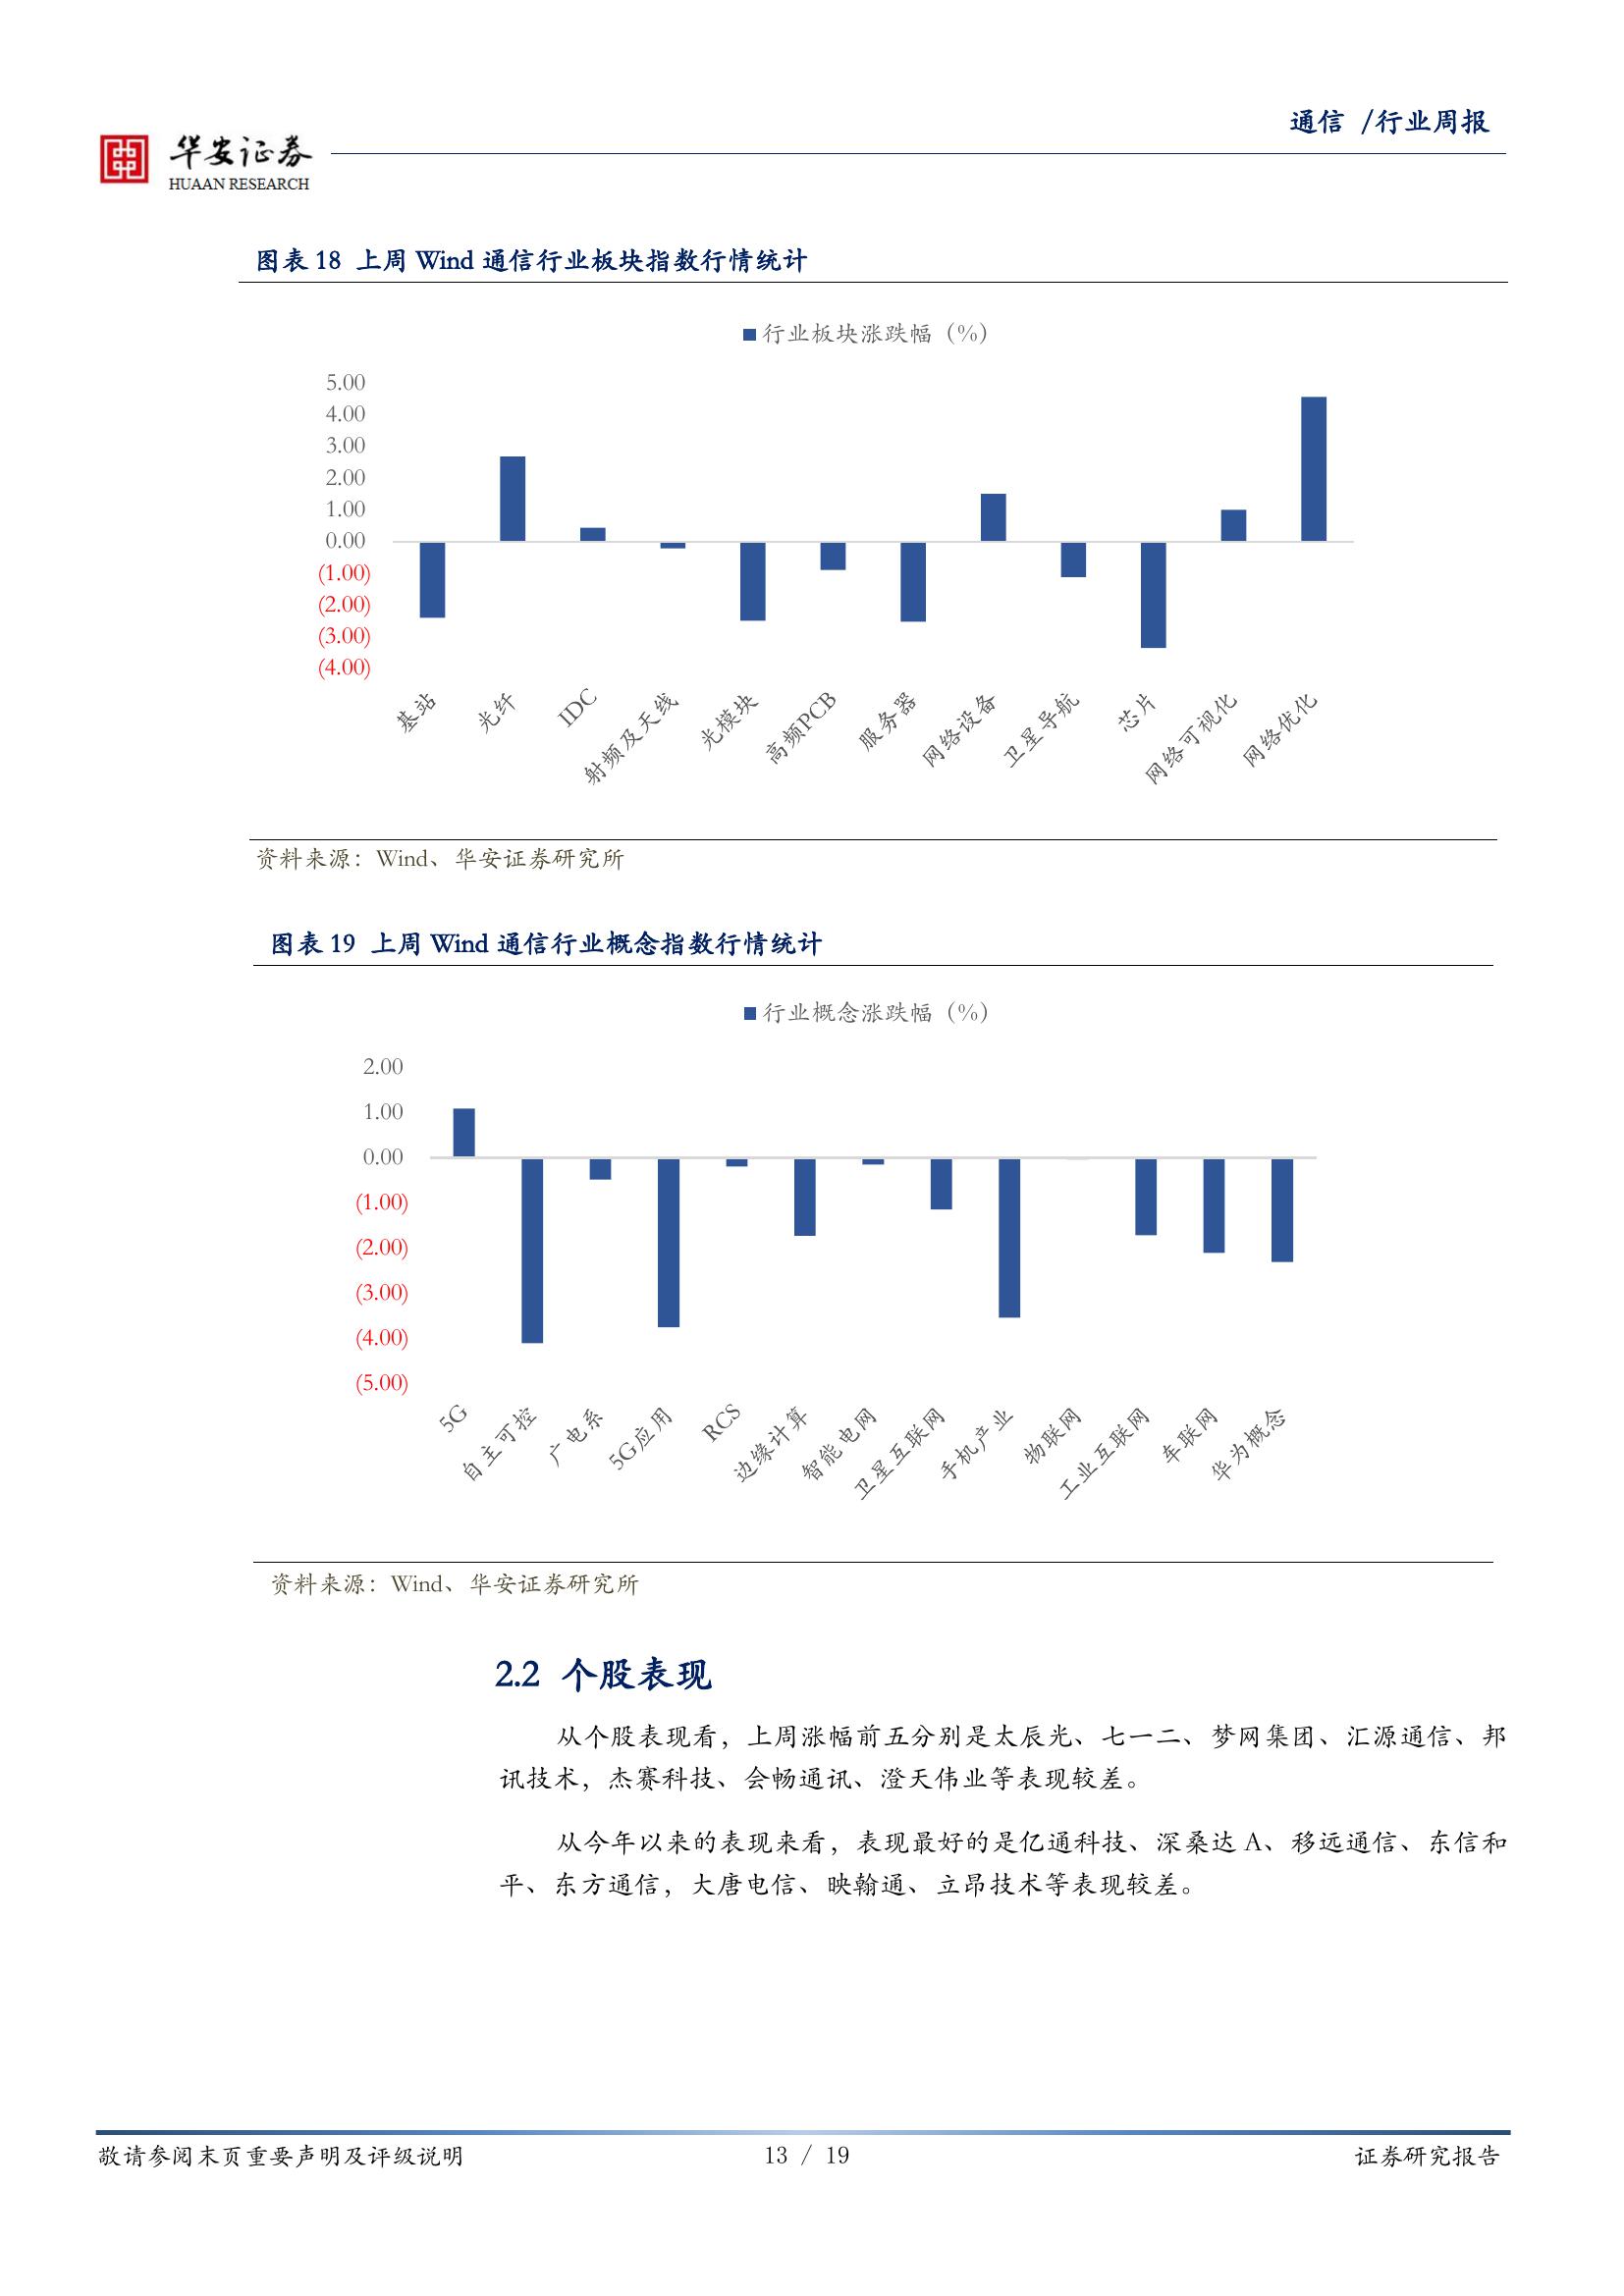 通信 /行业周报
华安证券
HUAAN RESEARCH
图表 18 上周 Wind 通信行业板块指数行情统计
行业板块涨跌幅（%）
5.00
4.00
3.00
2.00
1.00
0.00
(1.00)
(2.00)
(3.00)
(4.00)
基站
光纤
IDC
射频及天线
光模块
高频PCB
服务器
网络设备
卫星导航
芯片
网络可视化
网络优化
资料来源：Wind、华安证券研究所
图表 19 上周 Wind 通信行业概念指数行情统计
行业概念涨跌幅（%）
2.00
1.00
0.00
(1.00)
(2.00)
(3.00)
(4.00)
(5.00)
5G
自主可控
广电系
5G应用
RCS
边缘计算
智能电网
卫星互联网
手机产业
物联网
工业互联网
车联网
华为概念
资料来源：Wind、华安证券研究所
2.2 个股表现
从个股表现看，上周涨幅前五分别是太辰光、七一二、梦网集团、汇源通信、邦
讯技术，杰赛科技、会畅通讯、澄天伟业等表现较差。
从今年以来的表现来看，表现最好的是亿通科技、深桑达 A、移远通信、东信和
平、东方通信，大唐电信、映翰通、立昂技术等表现较差。
敬请参阅末页重要声明及评级说明
13 / 19
证券研究报告